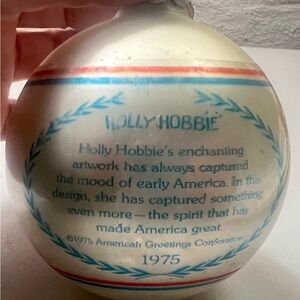 HOLLY HOBBIE
Holly Hobbie's enchanting
artwork has always captured
the mood of early America. In this
design, she has captured something
even more — the spirit that has
made America great.
©1975 American Greetings Corporation
1975